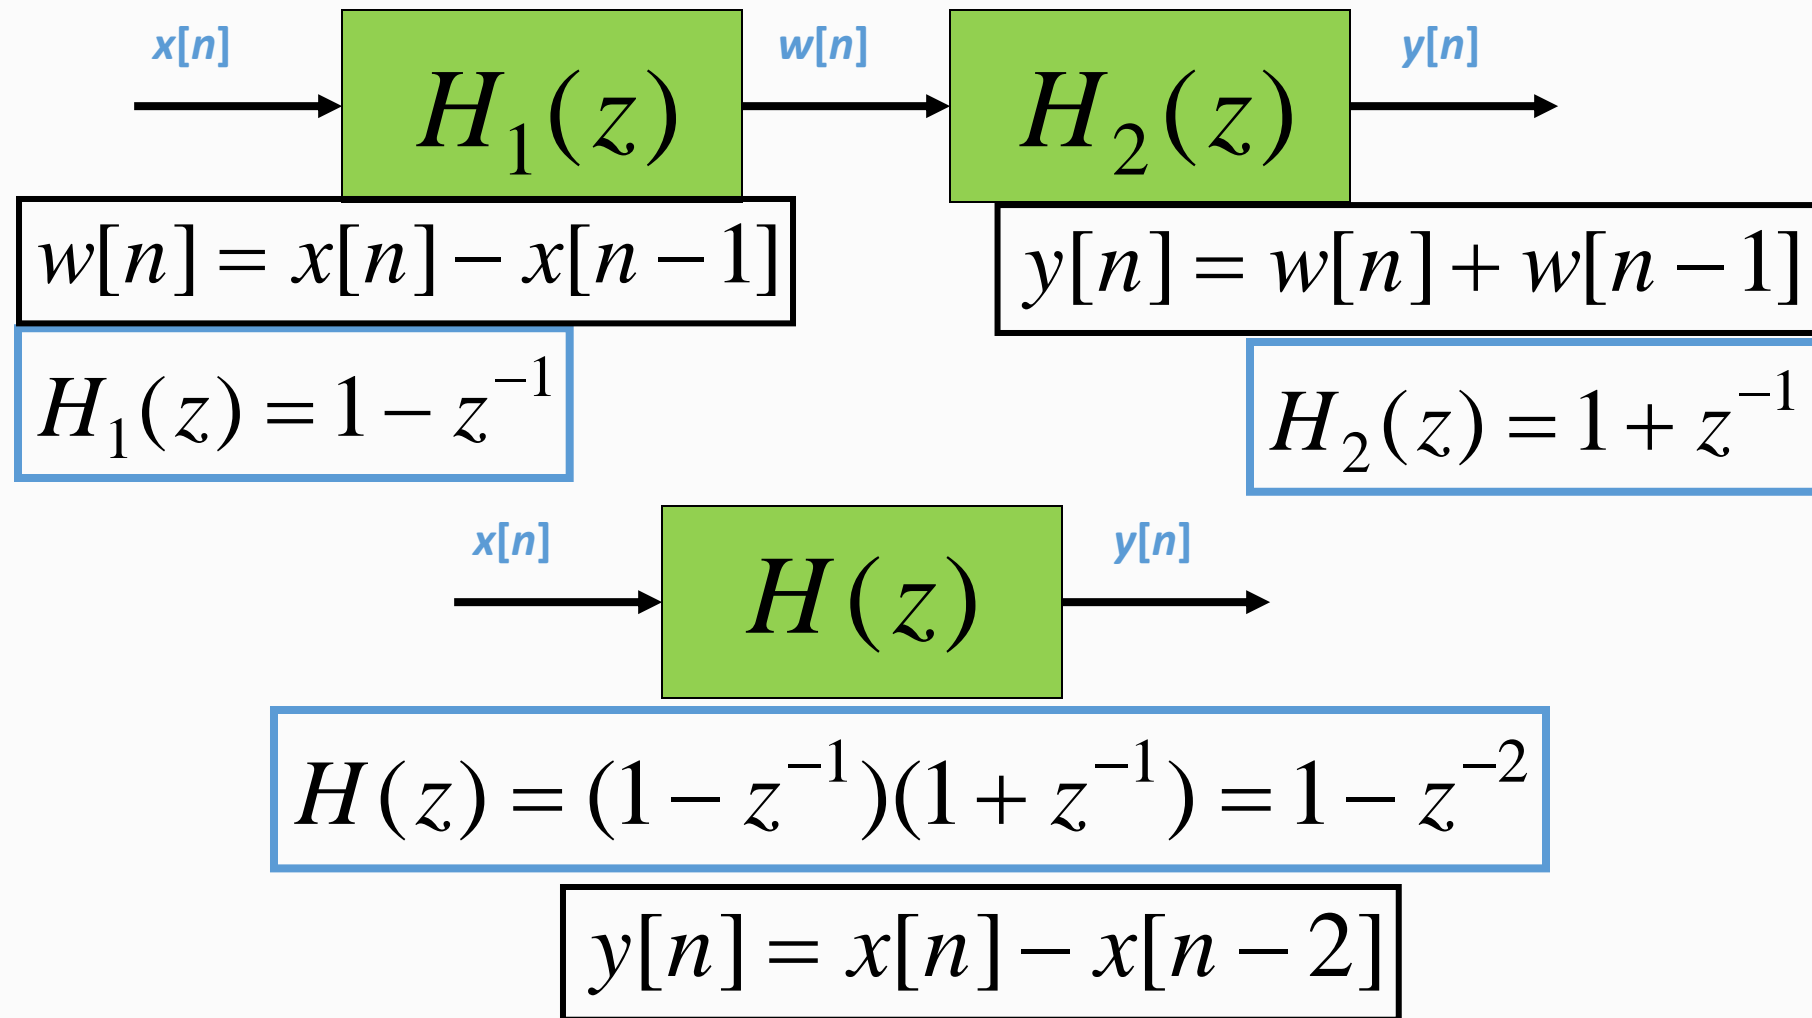 x[n] w[n] y[n]
H₁(z) H₂(z)
w[n] = x[n] − x[n − 1]
y[n] = w[n] + w[n − 1]
H₁(z) = 1 − z⁻¹
H₂(z) = 1 + z⁻¹
x[n] y[n]
H(z)
H(z) = (1 − z⁻¹)(1 + z⁻¹) = 1 − z⁻²
y[n] = x[n] − x[n − 2]